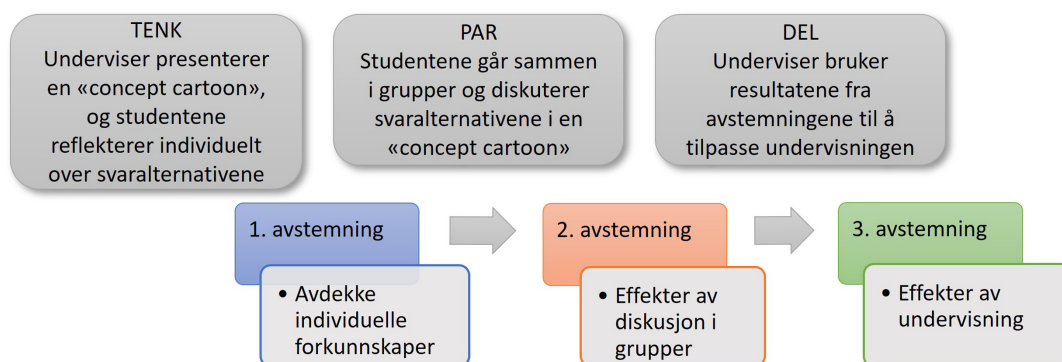 TENK
Underviser presenterer
en «concept cartoon»,
og studentene
reflekterer individuelt
over svaralternativene
PAR
Studentene går sammen
i grupper og diskuterer
svaralternativene i en
«concept cartoon»
DEL
Underviser bruker
resultatene fra
avstemningene til å
tilpasse undervisningen
1. avstemning
• Avdekke
individuelle
forkunnskaper
2. avstemning
• Effekter av
diskusjon i
grupper
3. avstemning
• Effekter av
undervisning